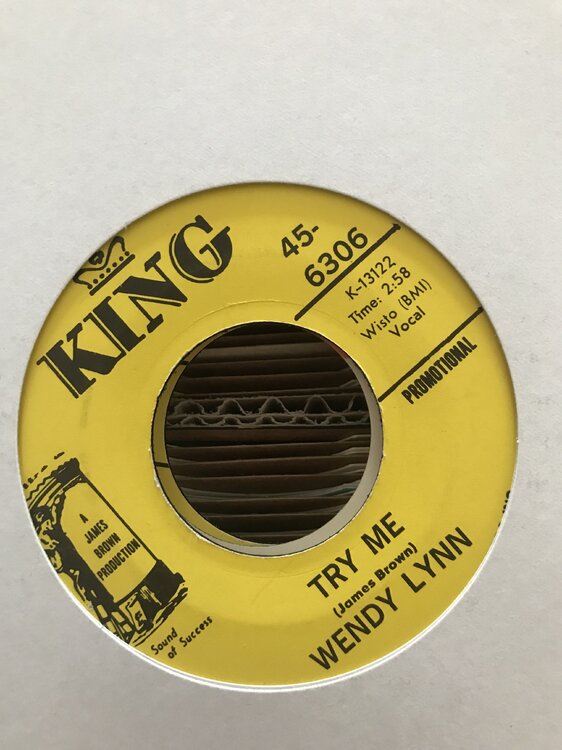 KING
45-
6306
K-13122
Time: 2:58
Wisto (BMI)
Vocal
PROMOTIONAL
A
JAMES
BROWN
PRODUCTION
Sound
of Success
TRY ME
(James Brown)
WENDY LYNN